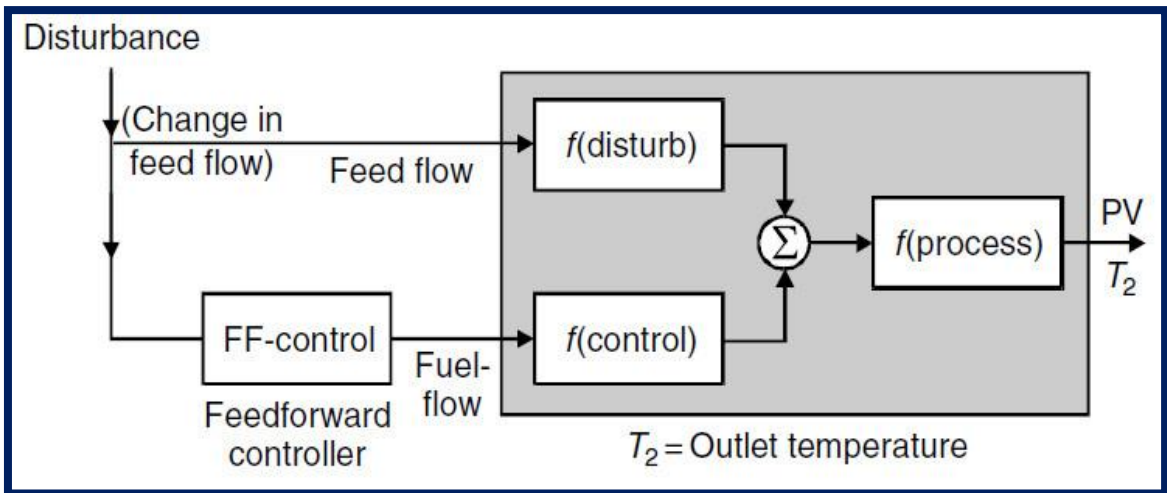 Disturbance
(Change in
feed flow)
Feed flow
f(disturb)
Σ
f(process)
PV
T₂
FF-control
Fuel-
flow
f(control)
Feedforward
controller
T₂ = Outlet temperature